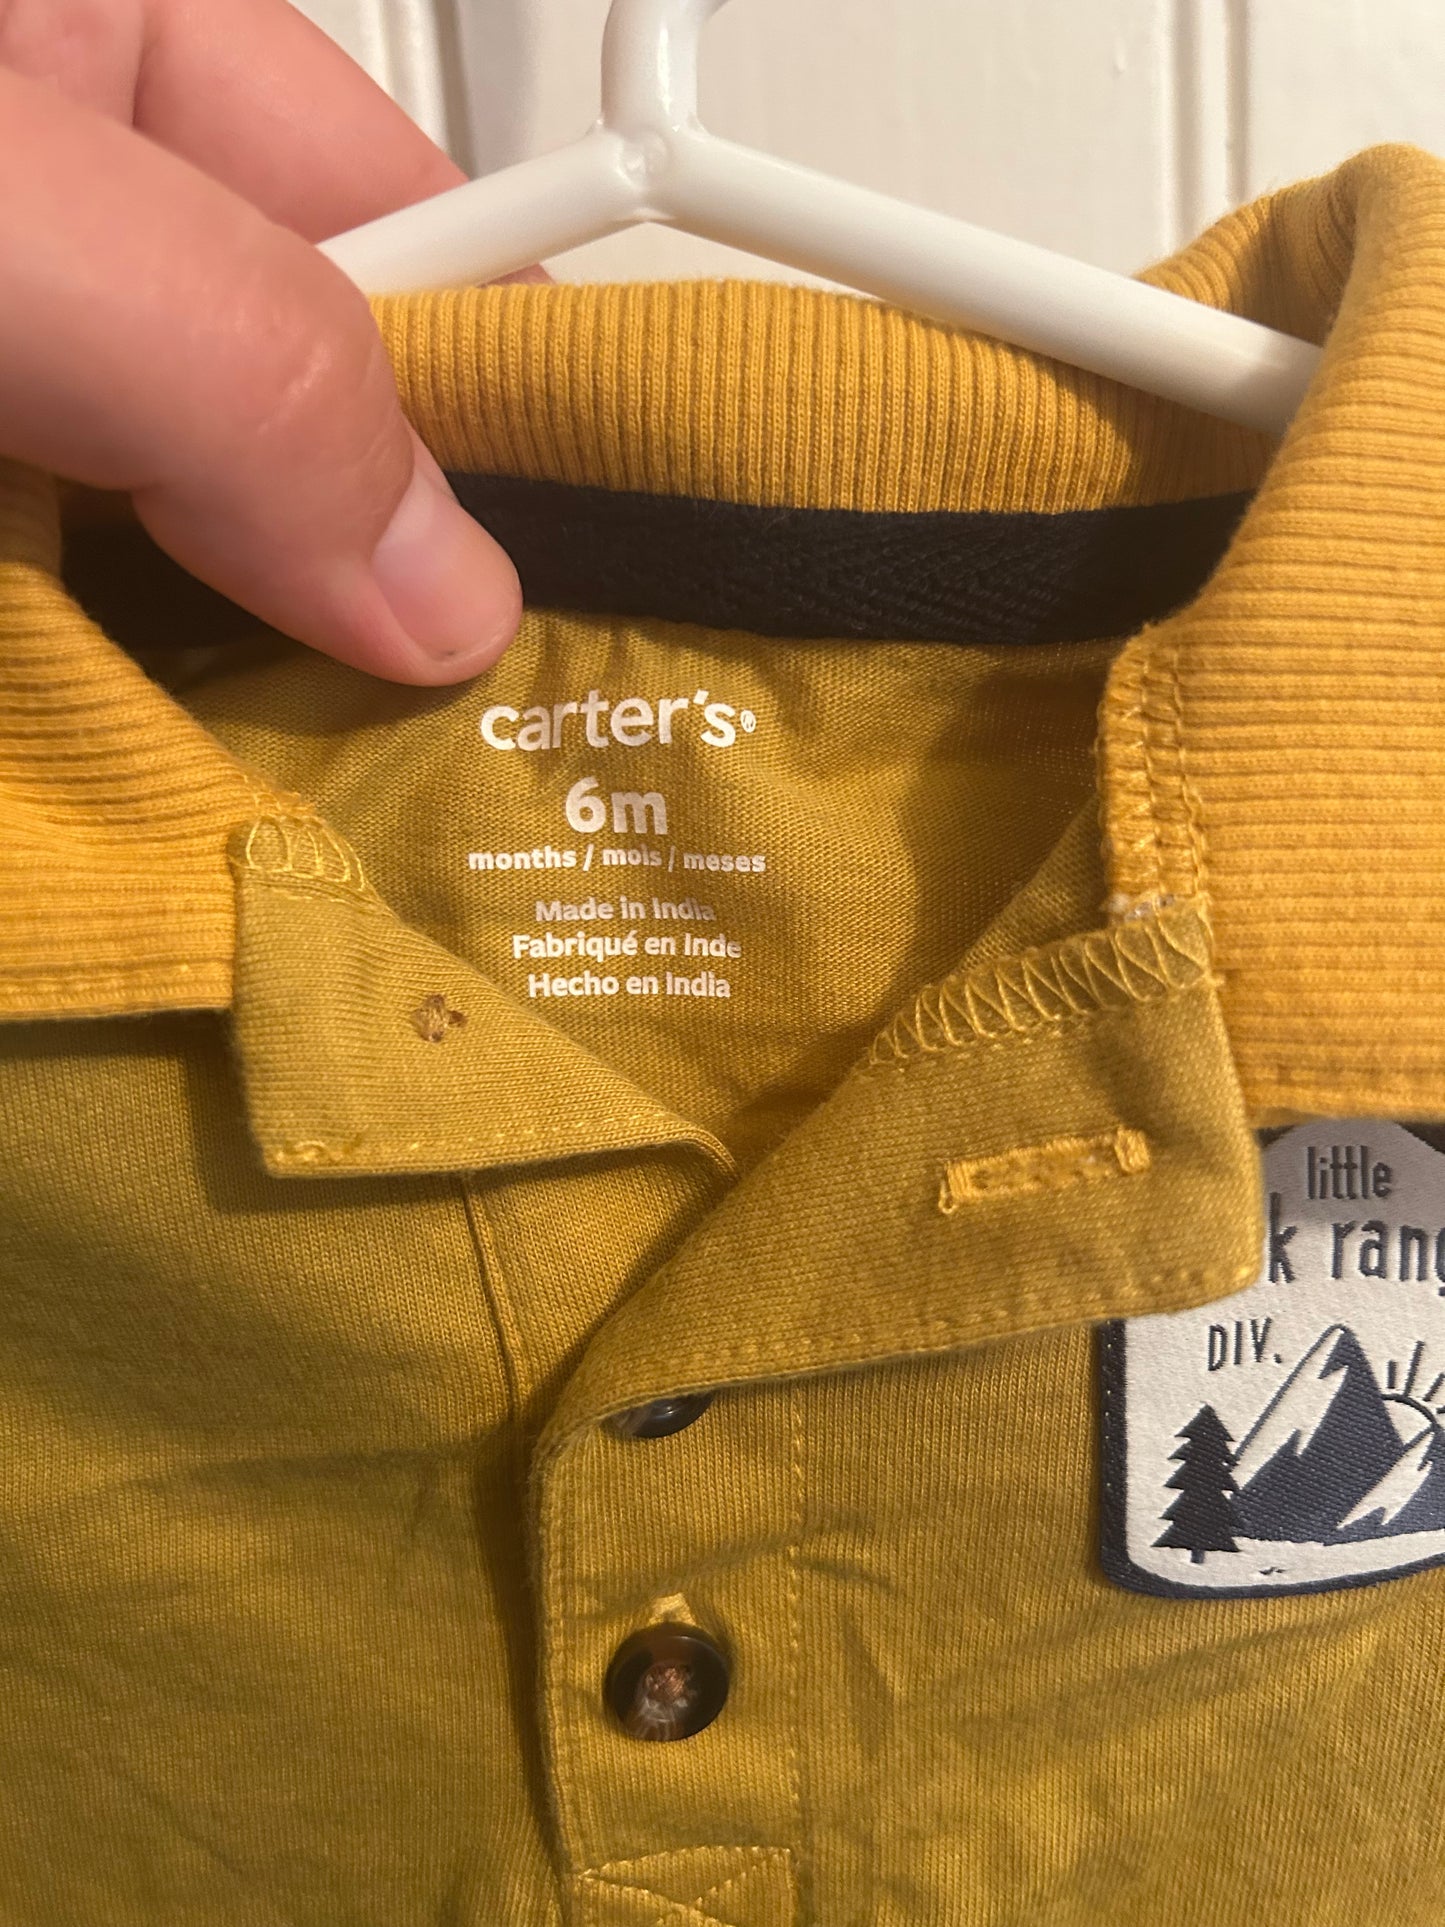 carter's®
6m
months / mois / meses
Made in India
Fabriqué en Inde
Hecho en India
little
DIV.